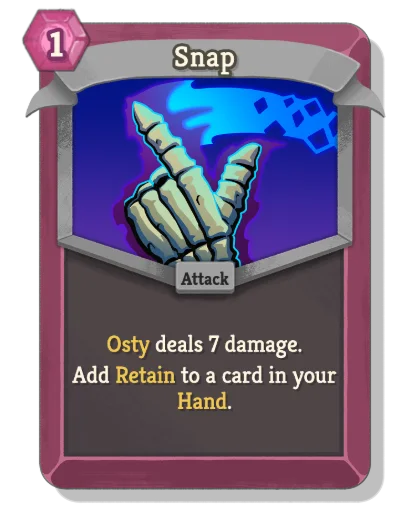 1
Snap
Attack
Osty deals 7 damage.
Add Retain to a card in your
Hand.